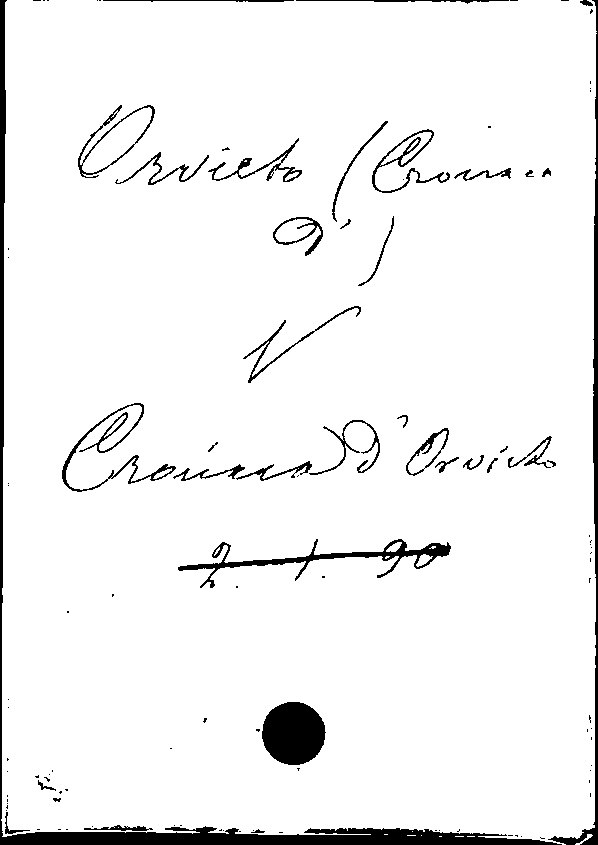 Orvieto (Cronaca
d')
V
Cronaca d'Orvieto
2. 1. 90